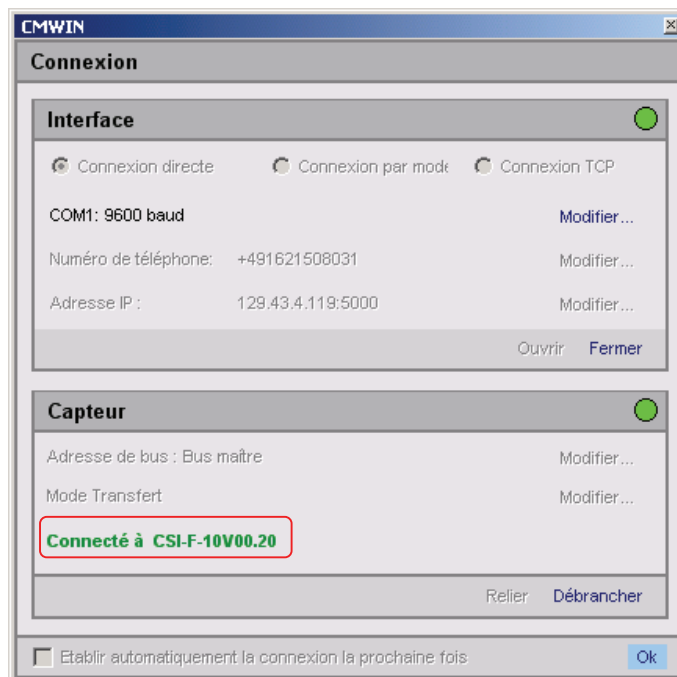 CMWIN
Connexion
Interface
Connexion directe Connexion par mode Connexion TCP
COM1: 9600 baud Modifier...
Numéro de téléphone: +491621508031 Modifier...
Adresse IP : 129.43.4.119:5000 Modifier...
Ouvrir Fermer
Capteur
Adresse de bus : Bus maître Modifier...
Mode Transfert Modifier...
Connecté à CSI-F-10V00.20
Relier Débrancher
Etablir automatiquement la connexion la prochaine fois Ok